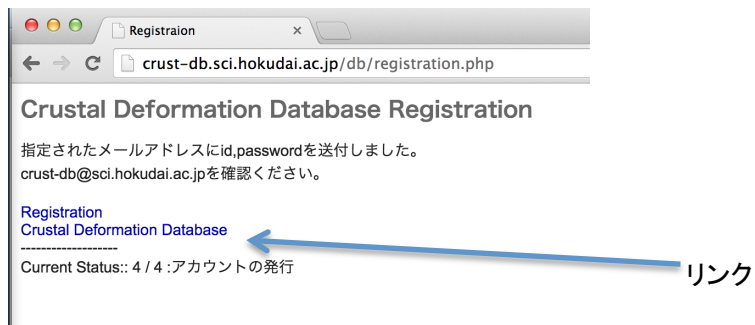 Registraion
crust-db.sci.hokudai.ac.jp/db/registration.php
Crustal Deformation Database Registration
指定されたメールアドレスにid,passwordを送付しました。
crust-db@sci.hokudai.ac.jpを確認ください。
Registration
Crustal Deformation Database
-------------------
Current Status:: 4 / 4 :アカウントの発行
リンク